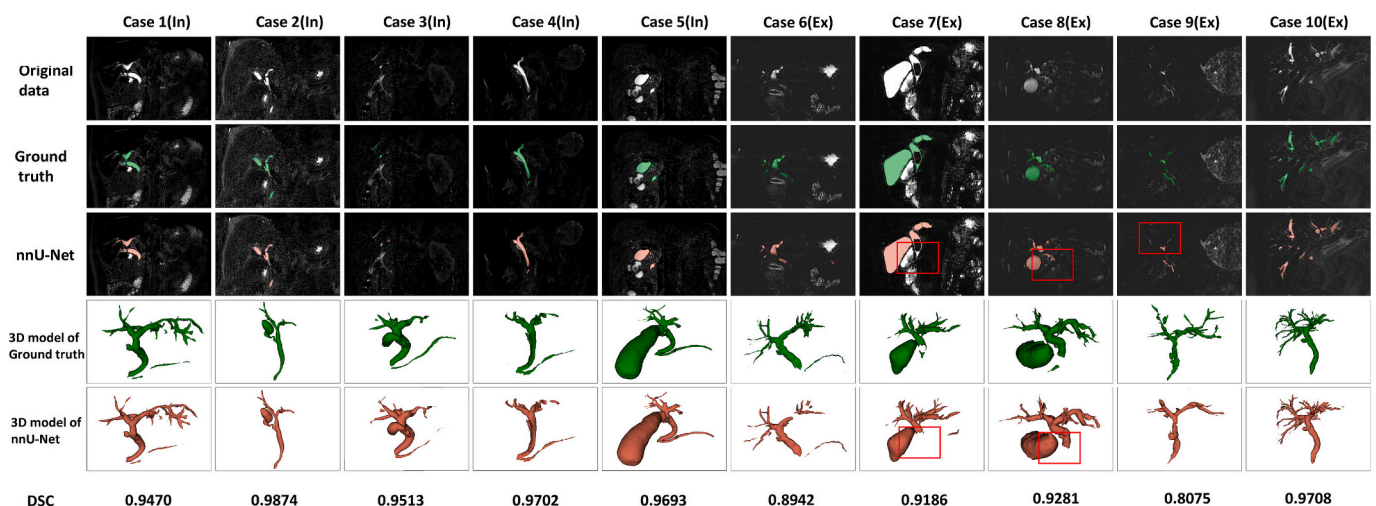 Case 1(In) Case 2(In) Case 3(In) Case 4(In) Case 5(In) Case 6(Ex) Case 7(Ex) Case 8(Ex) Case 9(Ex) Case 10(Ex)
Original
data
Ground
truth
nnU-Net
3D model of
Ground truth
3D model of
nnU-Net
DSC 0.9470 0.9874 0.9513 0.9702 0.9693 0.8942 0.9186 0.9281 0.8075 0.9708